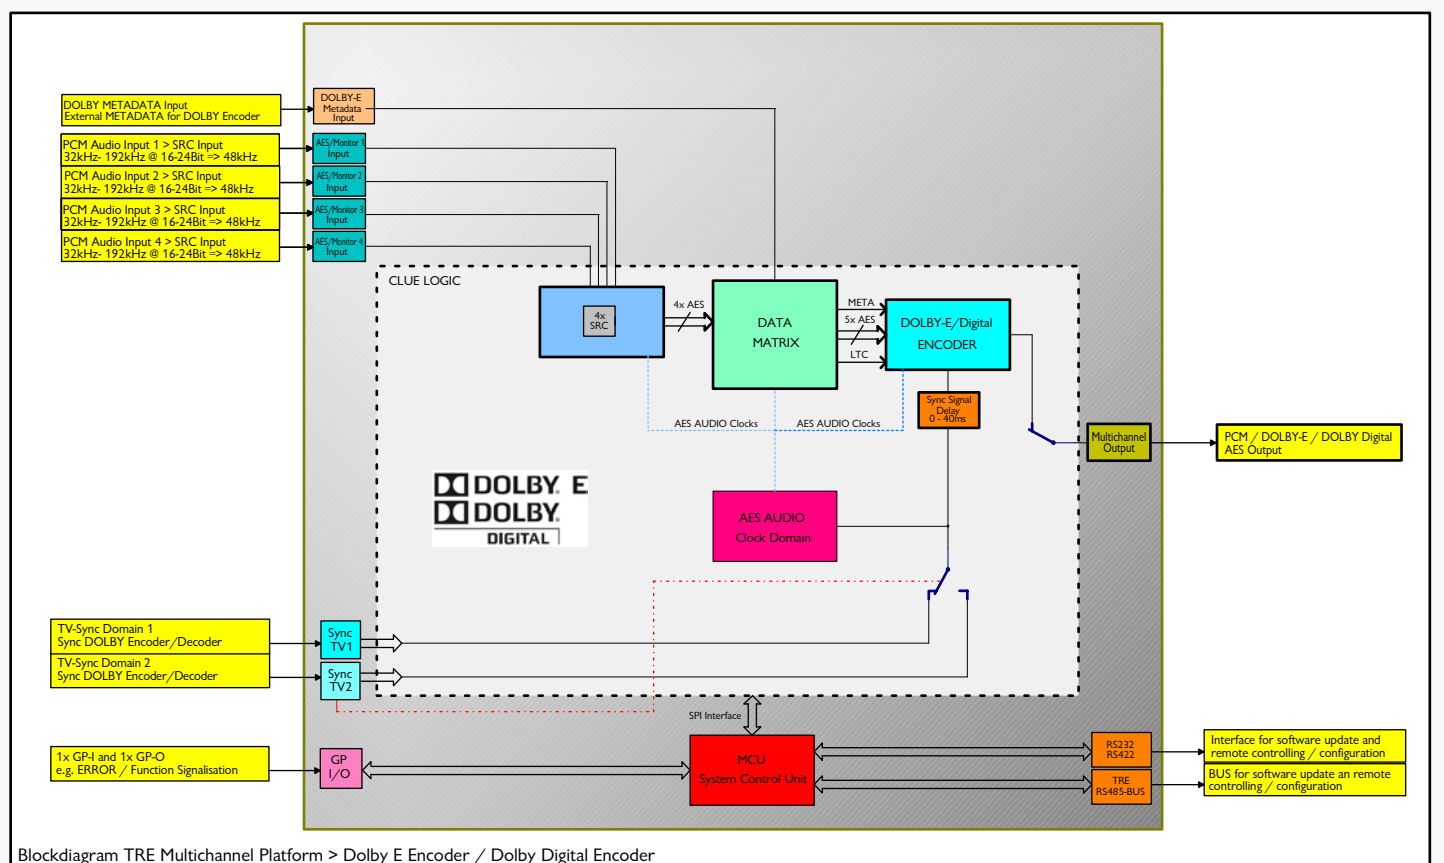 DOLBY METADATA Input
External METADATA for DOLBY Encoder
DOLBY-E
Metadata
Input
PCM Audio Input 1 > SRC Input
32kHz- 192kHz @ 16-24Bit => 48kHz
AES/Monitor 1
Input
PCM Audio Input 2 > SRC Input
32kHz- 192kHz @ 16-24Bit => 48kHz
AES/Monitor 2
Input
PCM Audio Input 3 > SRC Input
32kHz- 192kHz @ 16-24Bit => 48kHz
AES/Monitor 3
Input
PCM Audio Input 4 > SRC Input
32kHz- 192kHz @ 16-24Bit => 48kHz
AES/Monitor 4
Input
CLUE LOGIC
4x
SRC
4x AES
DATA
MATRIX
META
5x AES
LTC
DOLBY-E/Digital
ENCODER
Sync Signal
Delay
0 - 40ms
AES AUDIO Clocks
AES AUDIO Clocks
Multichannel
Output
PCM / DOLBY-E / DOLBY Digital
AES Output
DOLBY. E
DOLBY.
DIGITAL
AES AUDIO
Clock Domain
TV-Sync Domain 1
Sync DOLBY Encoder/Decoder
Sync
TV1
TV-Sync Domain 2
Sync DOLBY Encoder/Decoder
Sync
TV2
SPI Interface
1x GP-I and 1x GP-O
e.g. ERROR / Function Signalisation
GP
I/O
MCU
System Control Unit
RS232
RS422
Interface for software update and
remote controlling / configuration
TRE
RS485-BUS
BUS for software update an remote
controlling / configuration
Blockdiagram TRE Multichannel Platform > Dolby E Encoder / Dolby Digital Encoder